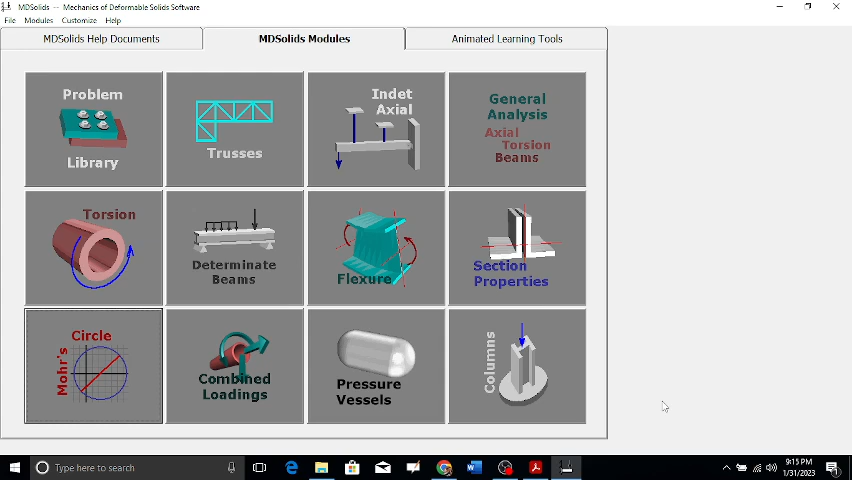 MDSolids -- Mechanics of Deformable Solids Software
File Modules Customize Help
MDSolids Help Documents
MDSolids Modules
Animated Learning Tools
Problem
Library
Trusses
Indet
Axial
General
Analysis
Axial
Torsion
Beams
Torsion
Determinate
Beams
Flexure
Section
Properties
Circle
Mohr's
Combined
Loadings
Pressure
Vessels
Columns
Type here to search
9:15 PM
1/31/2023